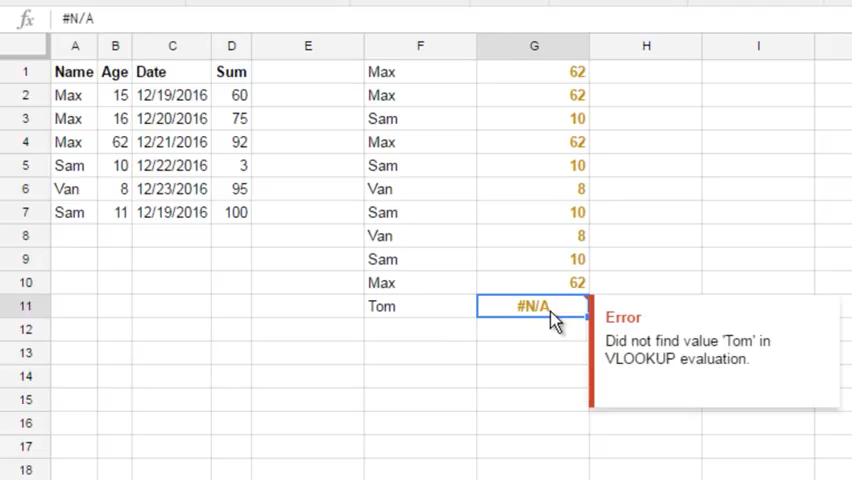 fx #N/A
A B C D E F G H I
1 Name Age Date Sum Max 62
2 Max 15 12/19/2016 60 Max 62
3 Max 16 12/20/2016 75 Sam 10
4 Max 62 12/21/2016 92 Max 62
5 Sam 10 12/22/2016 3 Sam 10
6 Van 8 12/23/2016 95 Van 8
7 Sam 11 12/19/2016 100 Sam 10
8 Van 8
9 Sam 10
10 Max 62
11 Tom #N/A
Error
Did not find value 'Tom' in
VLOOKUP evaluation.
12
13
14
15
16
17
18